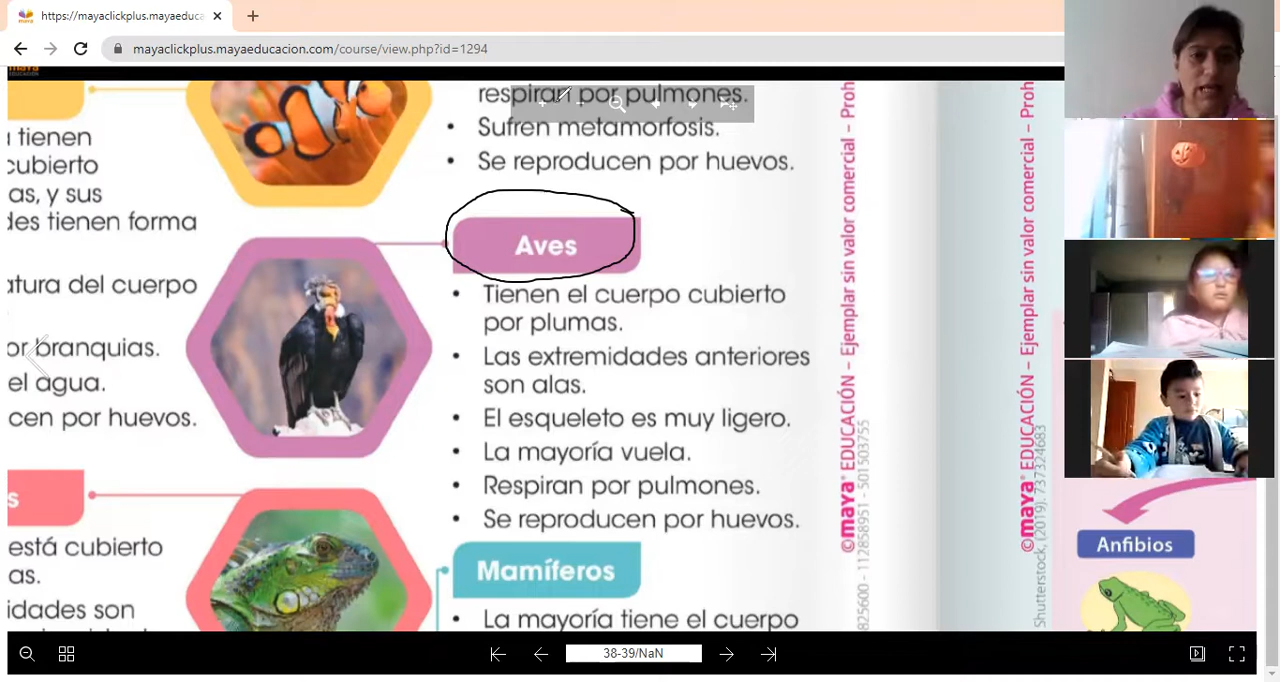 https://mayaclickplus.mayaeduca
mayaclickplus.mayaeducacion.com/course/view.php?id=1294
maya
EDUCACIÓN
tienen
cubierto
as, y sus
des tienen forma
atura del cuerpo
or branquias.
el agua.
cen por huevos.
s
está cubierto
as.
idades son
respiran por pulmones.
• Sufren metamorfosis.
• Se reproducen por huevos.
Aves
• Tienen el cuerpo cubierto
por plumas.
• Las extremidades anteriores
son alas.
• El esqueleto es muy ligero.
• La mayoría vuela.
• Respiran por pulmones.
• Se reproducen por huevos.
Mamíferos
• La mayoría tiene el cuerpo
©maya EDUCACIÓN – Ejemplar sin valor comercial – Proh
825600 - 112858951 - 501503755
©maya EDUCACIÓN – Ejemplar sin valor comercial – Proh
Shutterstock, (2019). 737324683
Anfibios
38-39/NaN